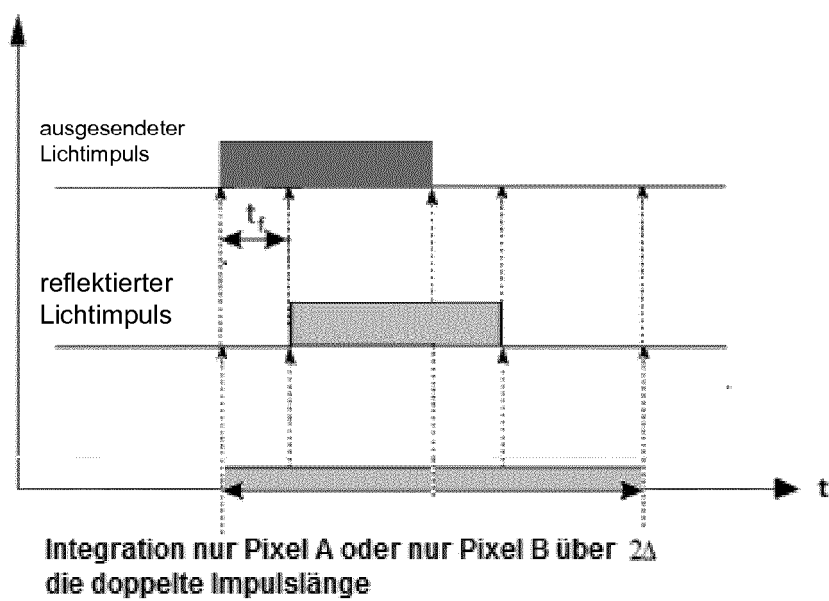 ausgesendeter
Lichtimpuls
t_f
reflektierter
Lichtimpuls
t
Integration nur Pixel A oder nur Pixel B über 2Δ
die doppelte Impulslänge